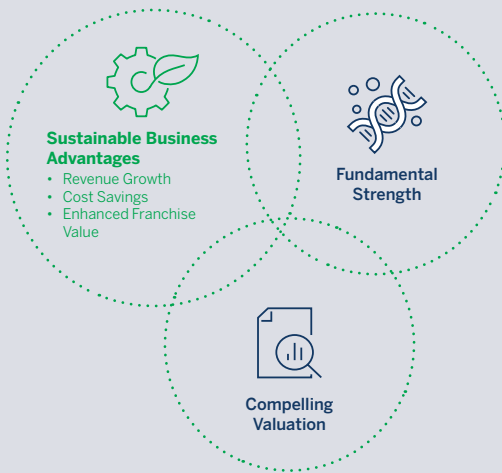 Sustainable Business
Advantages
• Revenue Growth
• Cost Savings
• Enhanced Franchise
Value
Fundamental
Strength
Compelling
Valuation